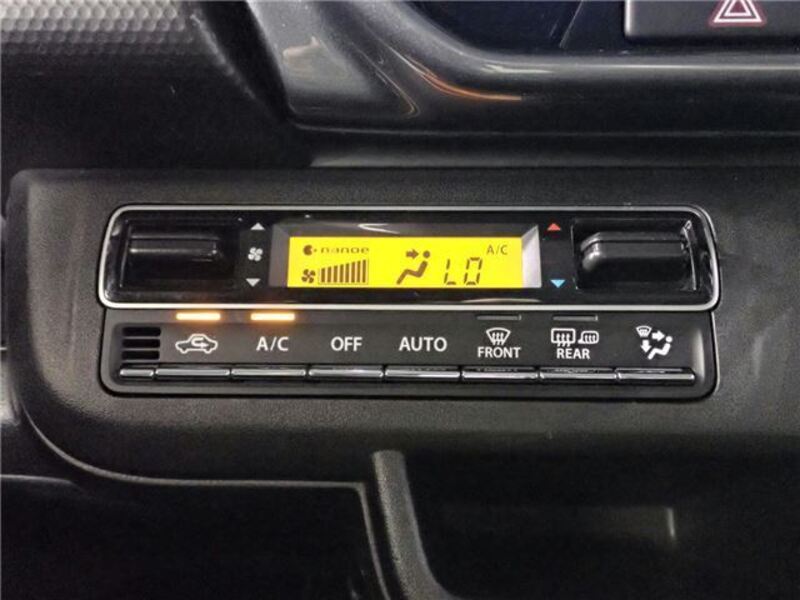 nanoe A/C
LO
A/C OFF AUTO FRONT REAR